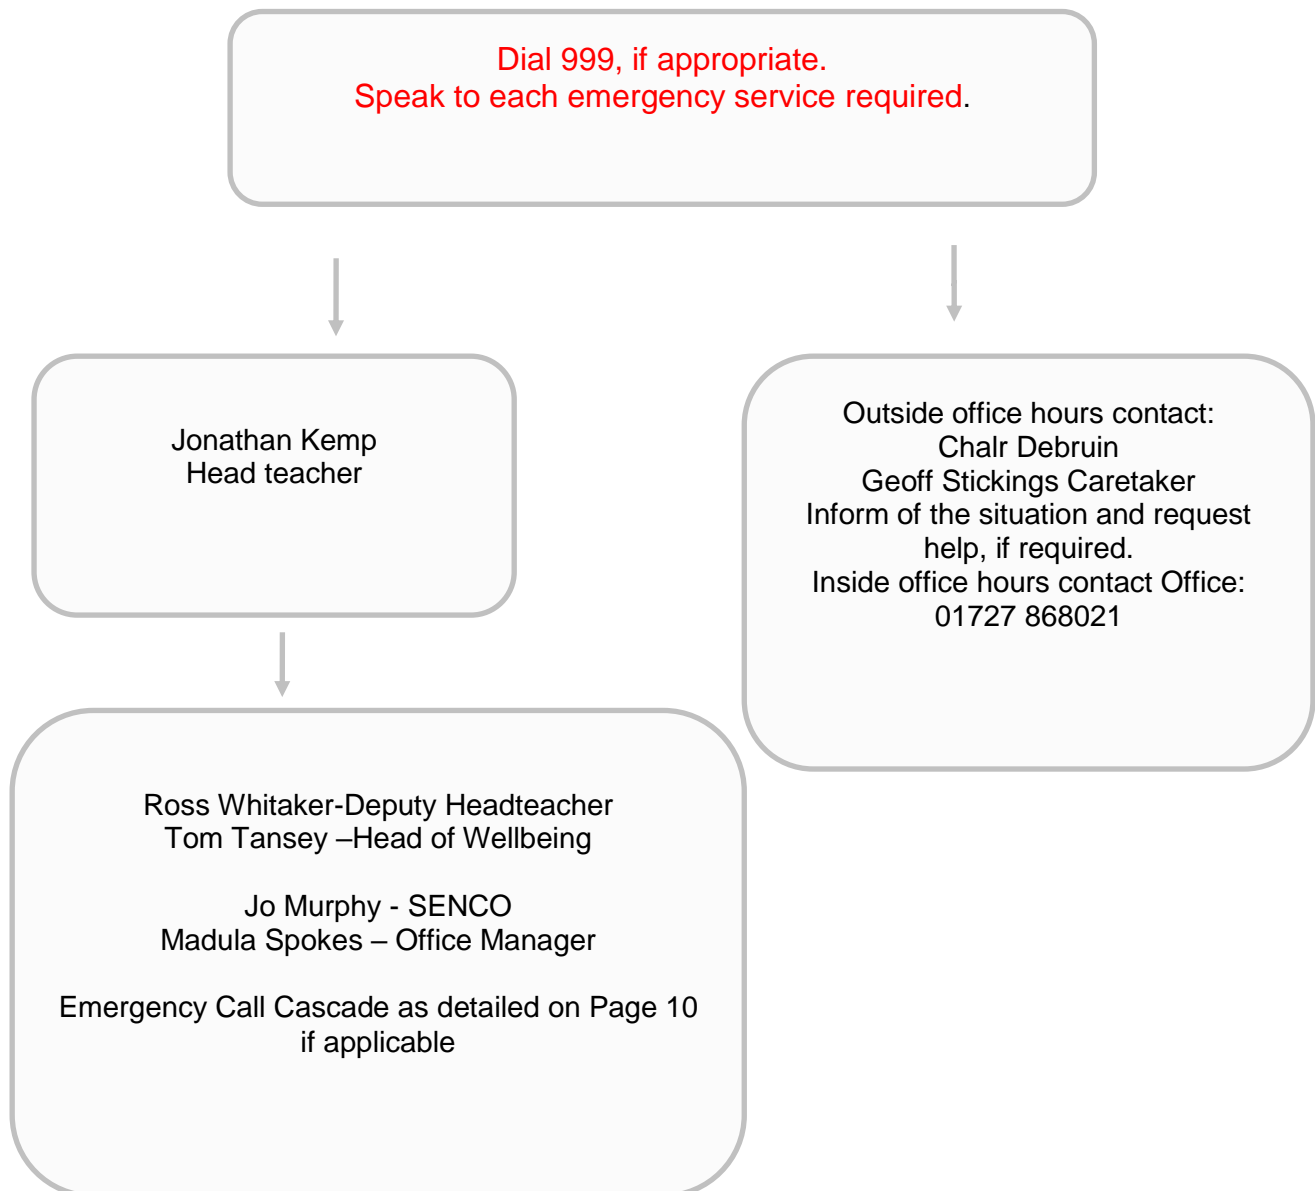 Dial 999, if appropriate.
Speak to each emergency service required.
Jonathan Kemp
Head teacher
Outside office hours contact:
Chalr Debruin
Geoff Stickings Caretaker
Inform of the situation and request
help, if required.
Inside office hours contact Office:
01727 868021
Ross Whitaker-Deputy Headteacher
Tom Tansey –Head of Wellbeing
Jo Murphy - SENCO
Madula Spokes – Office Manager
Emergency Call Cascade as detailed on Page 10
if applicable